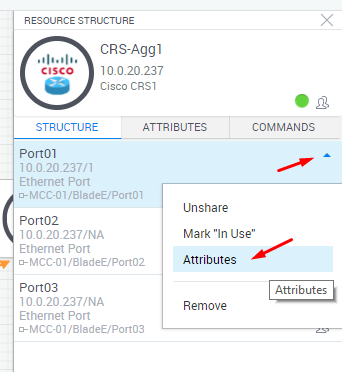 RESOURCE STRUCTURE
CISCO
CRS-Agg1
10.0.20.237
Cisco CRS1
STRUCTURE
ATTRIBUTES
COMMANDS
Port01
10.0.20.237/1
Ethernet Port
MCC-01/BladeE/Port01
Port02
10.0.20.237/NA
Ethernet Port
MCC-01/BladeE/Port02
Port03
10.0.20.237/NA
Ethernet Port
MCC-01/BladeE/Port03
Unshare
Mark "In Use"
Attributes
Attributes
Remove